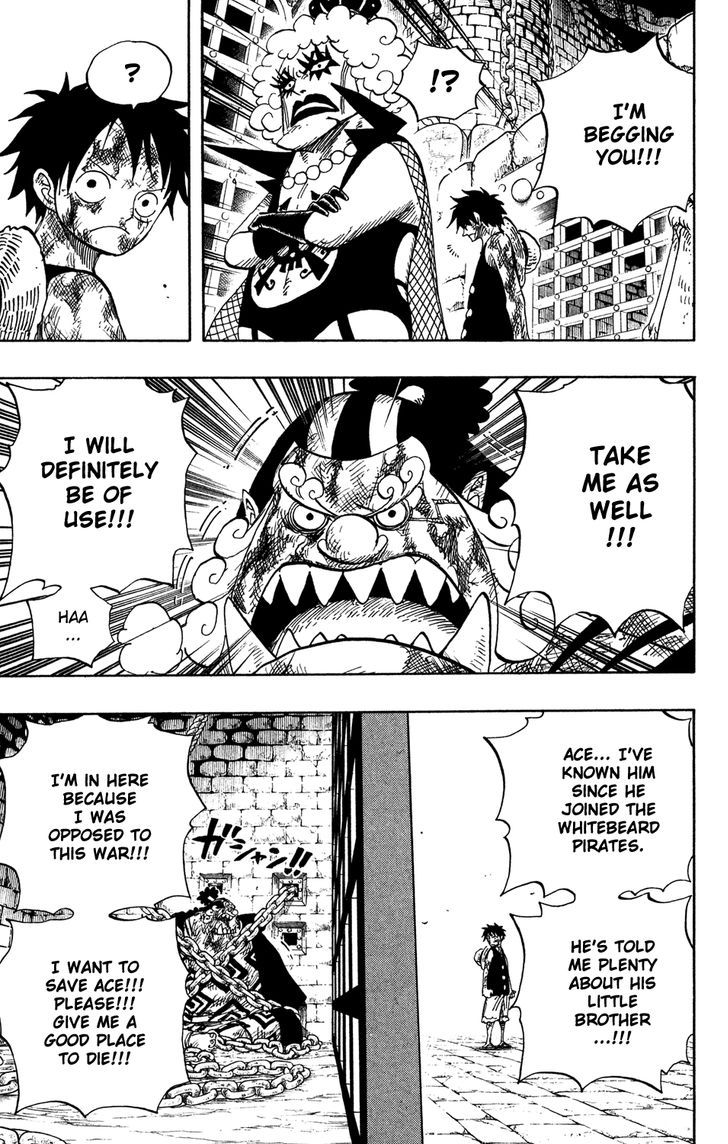 I'M
BEGGING
YOU!!!
!?
?
TAKE
ME AS
WELL
!!!
I WILL
DEFINITELY
BE OF
USE!!!
HAA
...
ACE... I'VE
KNOWN HIM
SINCE HE
JOINED THE
WHITEBEARD
PIRATES.
HE'S TOLD
ME PLENTY
ABOUT HIS
LITTLE
BROTHER
...!!!
ガシャン!!
I'M IN HERE
BECAUSE
I WAS
OPPOSED TO
THIS WAR!!!
I WANT TO
SAVE ACE!!!
PLEASE!!!
GIVE ME A
GOOD PLACE
TO DIE!!!